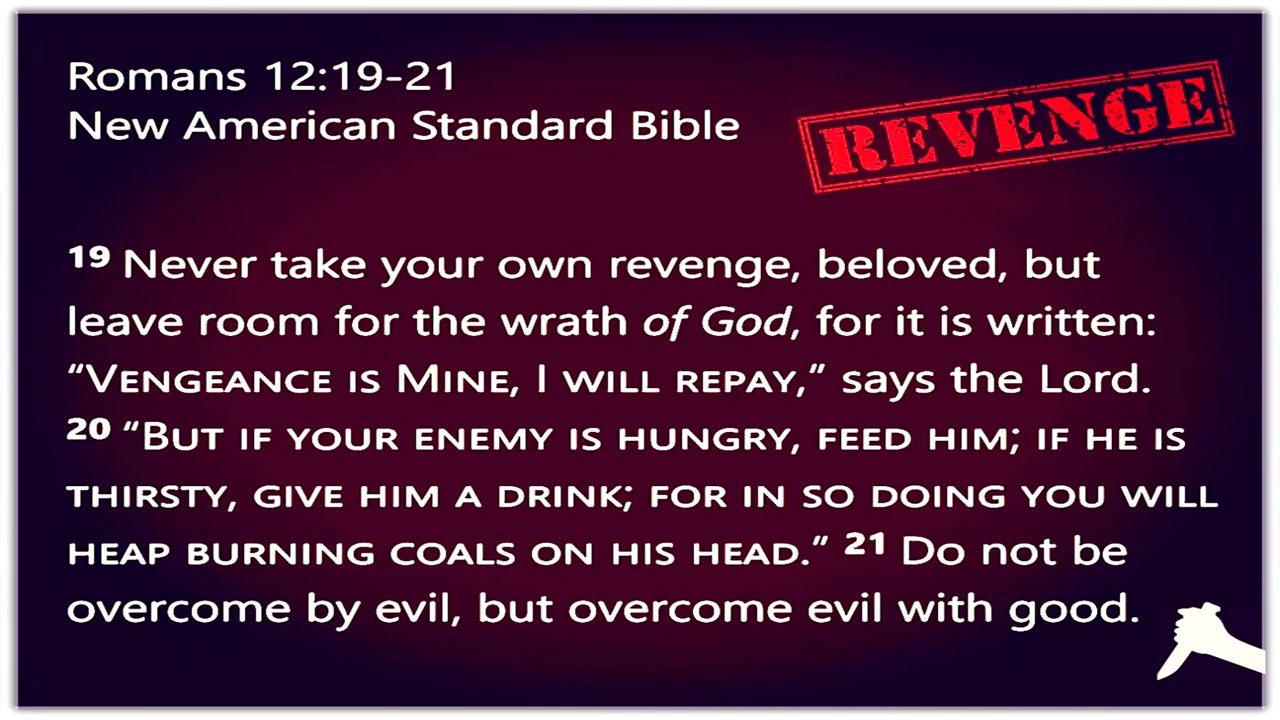 Romans 12:19-21
New American Standard Bible
REVENGE
19 Never take your own revenge, beloved, but
leave room for the wrath of God, for it is written:
“VENGEANCE IS MINE, I WILL REPAY,” says the Lord.
20 “BUT IF YOUR ENEMY IS HUNGRY, FEED HIM; IF HE IS
THIRSTY, GIVE HIM A DRINK; FOR IN SO DOING YOU WILL
HEAP BURNING COALS ON HIS HEAD.” 21 Do not be
overcome by evil, but overcome evil with good.